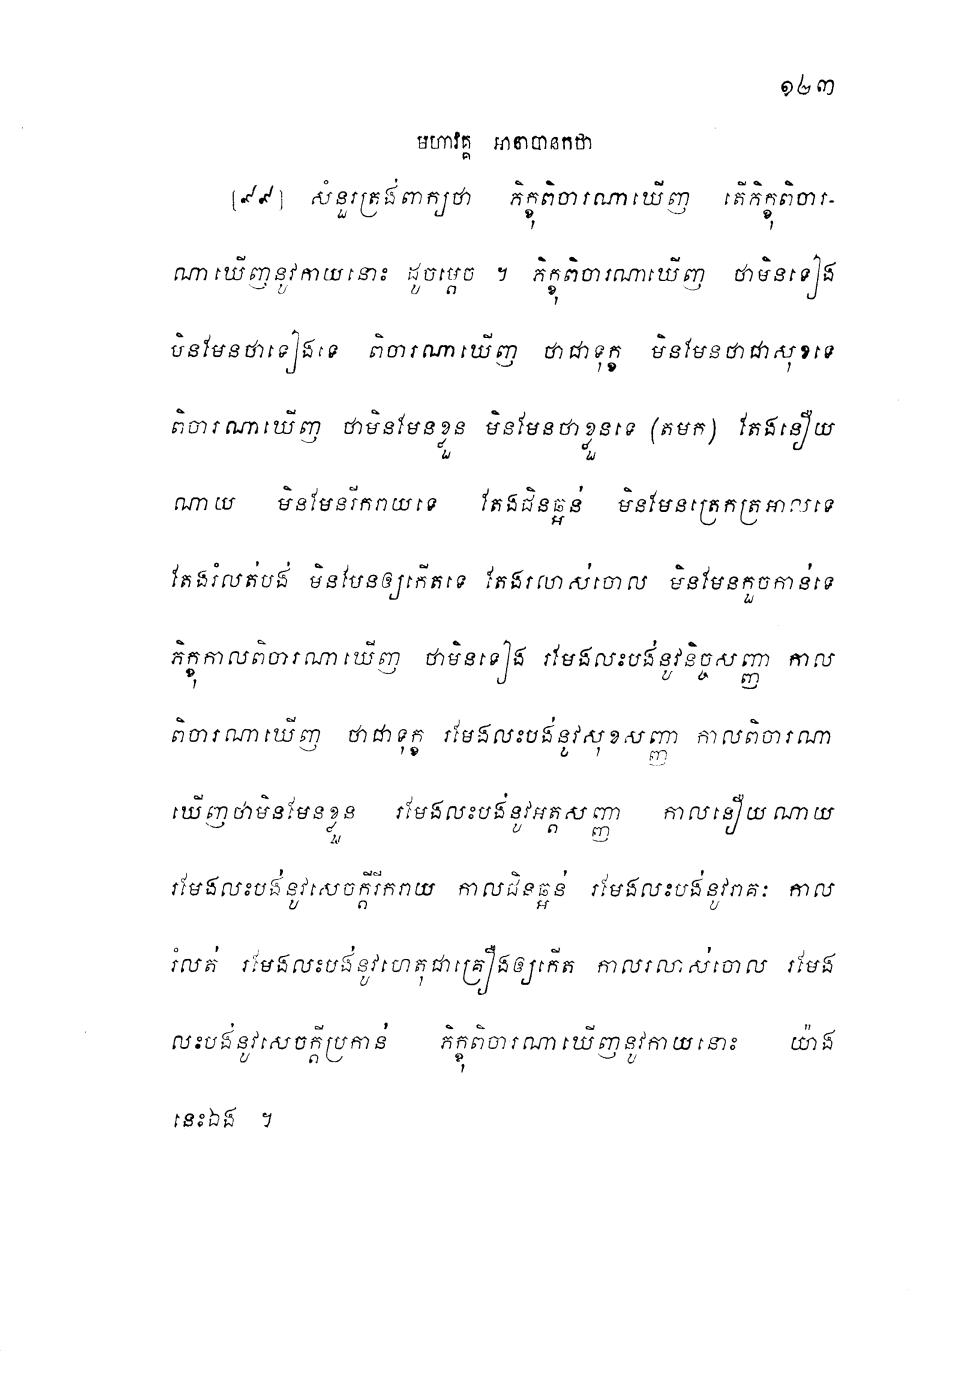 ១២៣
មហាវគ្គ អានាបានកថា
[៩៩] សំនួរត្រង់ពាក្យថា ភិក្ខុពិចារណាឃើញ តើភិក្ខុពិចារ-
ណាឃើញនូវកាយនោះ ដូចម្តេច ។ ភិក្ខុពិចារណាឃើញ ថាមិនទៀង
មិនមែនថាទៀងទេ ពិចារណាឃើញ ថាជាទុក្ខ មិនមែនថាជាសុខទេ
ពិចារណាឃើញ ថាមិនមែនខ្លួន មិនមែនថាខ្លួនទេ (តមក) តែងនឿយ
ណាយ មិនមែនរីករាយទេ តែងជិនឆ្អន់ មិនមែនត្រេកត្រអាលទេ
តែងរំលត់បង់ មិនមែនឲ្យកើតទេ តែងរលាស់ចោល មិនមែនកួចកាន់ទេ
ភិក្ខុកាលពិចារណាឃើញ ថាមិនទៀង រមែងលះបង់នូវនិច្ចសញ្ញា កាល
ពិចារណាឃើញ ថាជាទុក្ខ រមែងលះបង់នូវសុខសញ្ញា កាលពិចារណា
ឃើញថាមិនមែនខ្លួន រមែងលះបង់នូវអត្តសញ្ញា កាលនឿយណាយ
រមែងលះបង់នូវសេចក្តីរីករាយ កាលជិនឆ្អន់ រមែងលះបង់នូវរាគៈ កាល
រំលត់ រមែងលះបង់នូវហេតុជាគ្រឿងឲ្យកើត កាលរលាស់ចោល រមែង
លះបង់នូវសេចក្តីប្រកាន់ ភិក្ខុពិចារណាឃើញនូវកាយនោះ យ៉ាង
នេះឯង ។